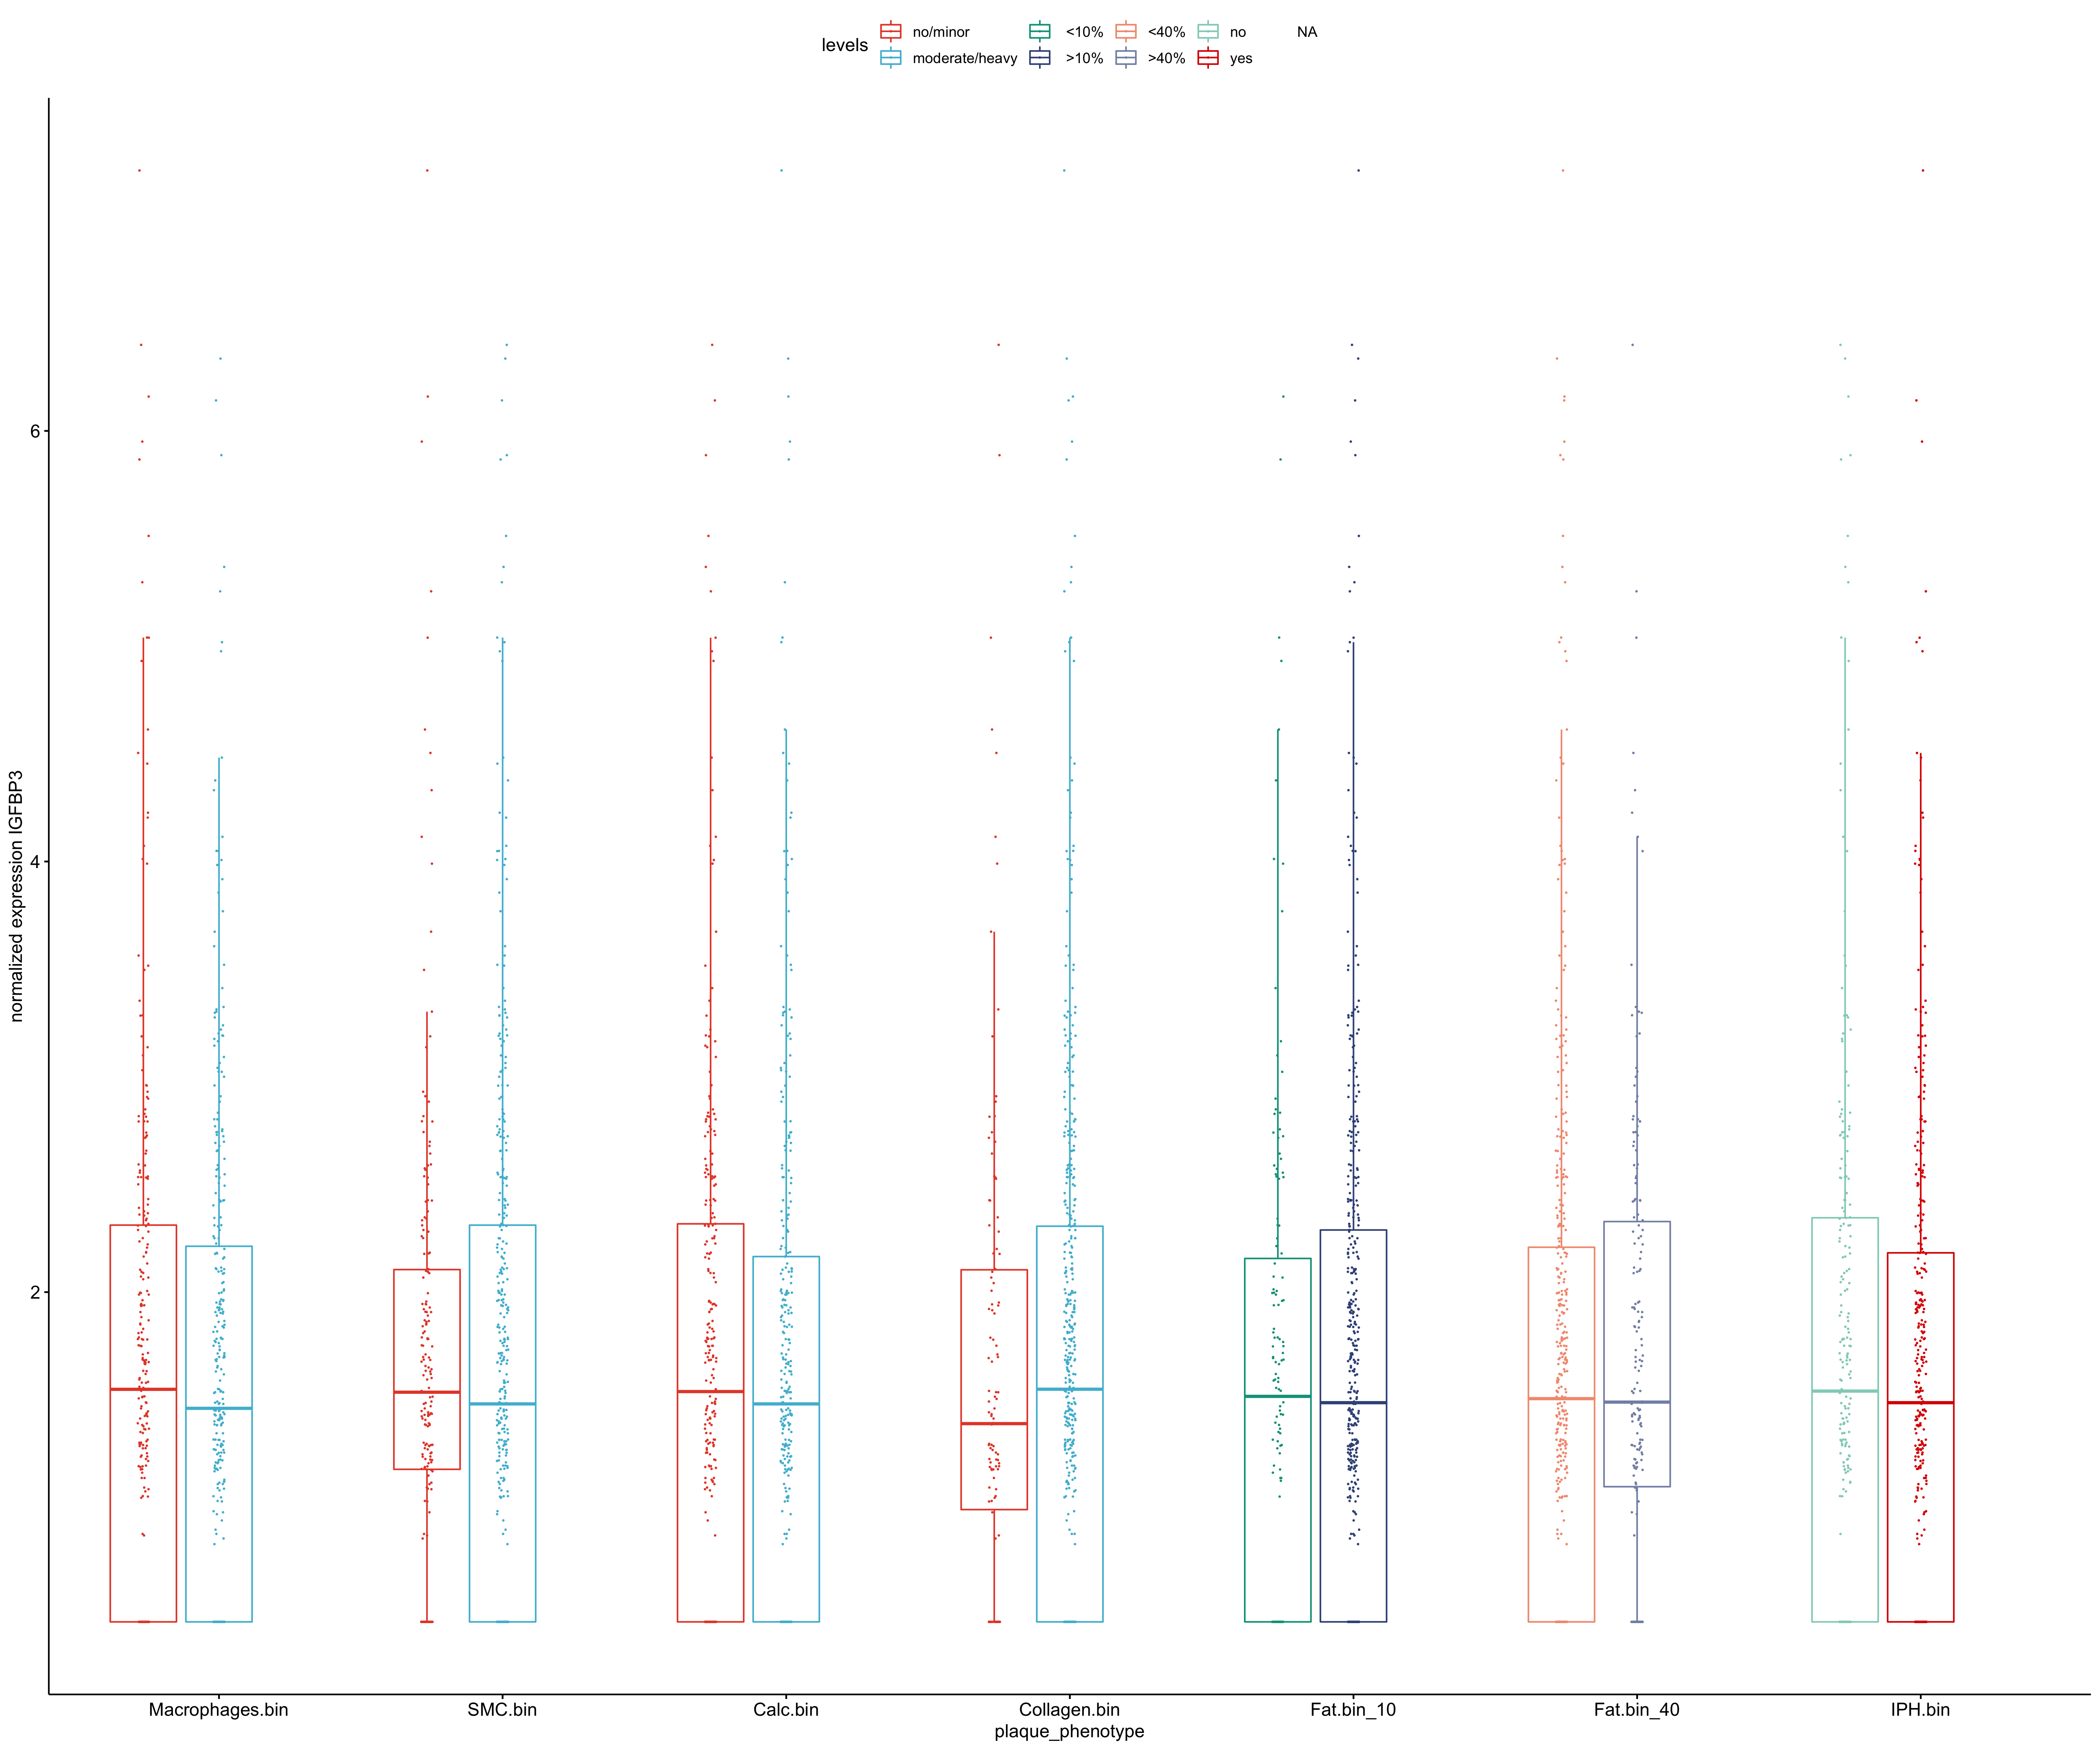 levels
no/minor
<10%
<40%
no
NA
moderate/heavy
>10%
>40%
yes
normalized expression IGFBP3
6
4
2
Macrophages.bin
SMC.bin
Calc.bin
Collagen.bin
Fat.bin_10
Fat.bin_40
IPH.bin
plaque_phenotype